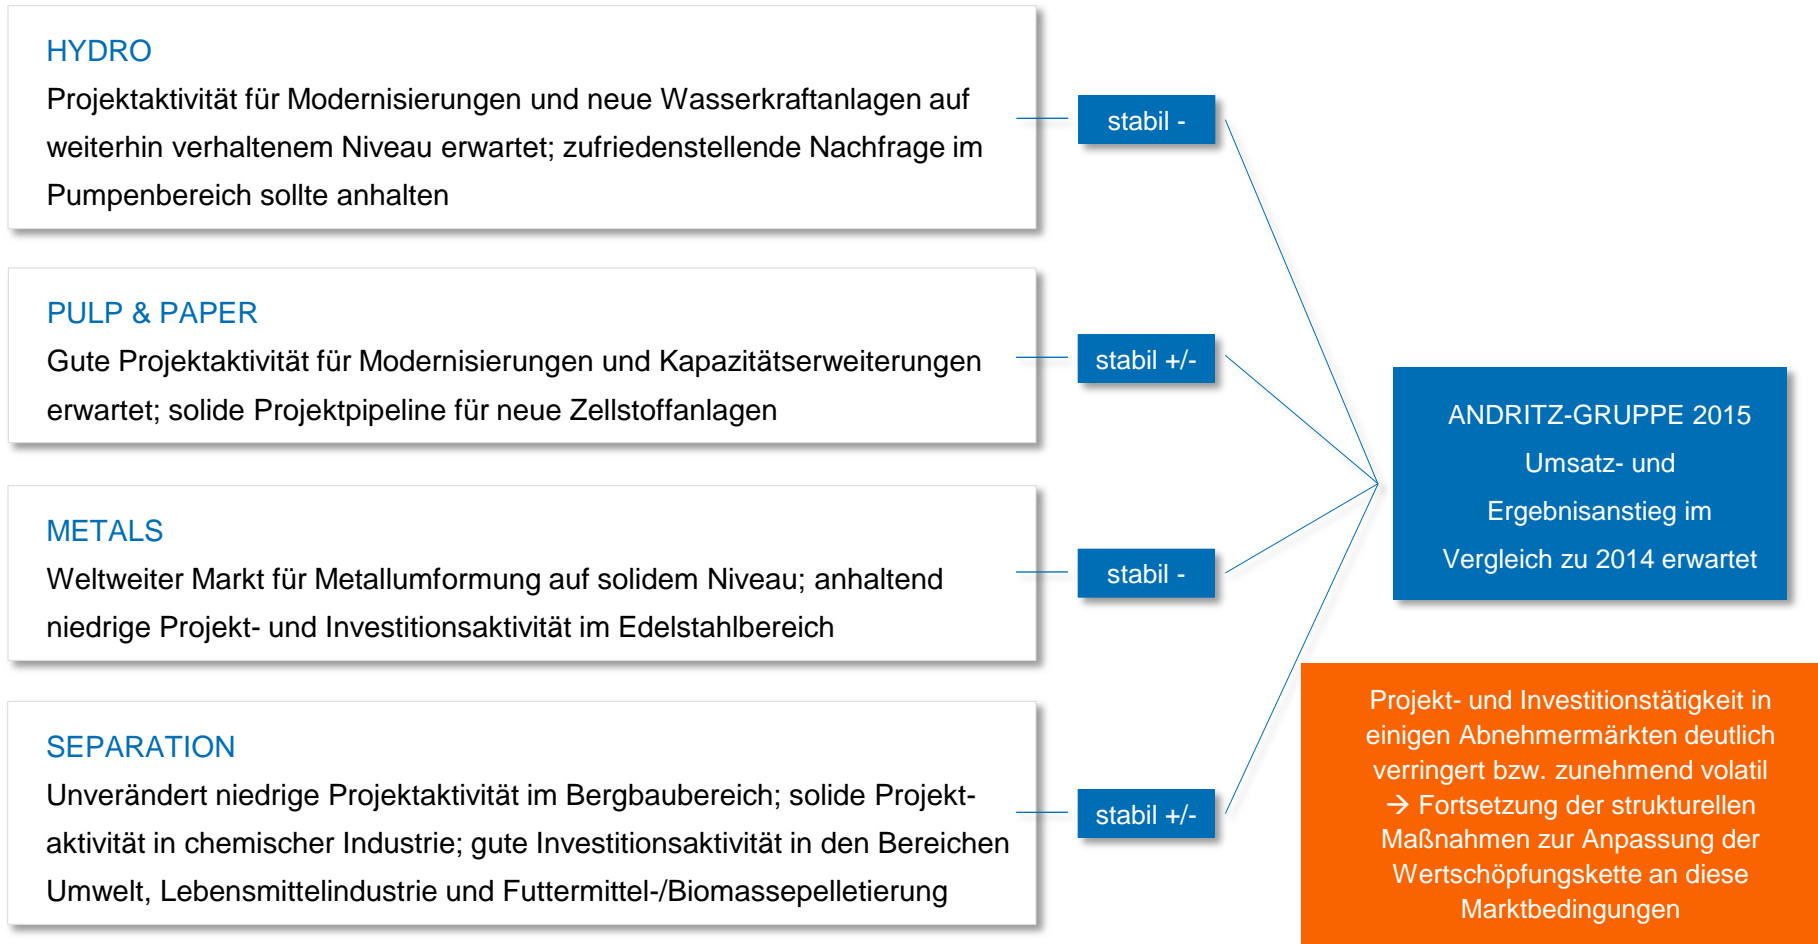 HYDRO
Projektaktivität für Modernisierungen und neue Wasserkraftanlagen auf
weiterhin verhaltenem Niveau erwartet; zufriedenstellende Nachfrage im
Pumpenbereich sollte anhalten
stabil -
PULP & PAPER
Gute Projektaktivität für Modernisierungen und Kapazitätserweiterungen
erwartet; solide Projektpipeline für neue Zellstoffanlagen
stabil +/-
METALS
Weltweiter Markt für Metallumformung auf solidem Niveau; anhaltend
niedrige Projekt- und Investitionsaktivität im Edelstahlbereich
stabil -
SEPARATION
Unverändert niedrige Projektaktivität im Bergbaubereich; solide Projekt-
aktivität in chemischer Industrie; gute Investitionsaktivität in den Bereichen
Umwelt, Lebensmittelindustrie und Futtermittel-/Biomassepelletierung
stabil +/-
ANDRITZ-GRUPPE 2015
Umsatz- und
Ergebnisanstieg im
Vergleich zu 2014 erwartet
Projekt- und Investitionstätigkeit in
einigen Abnehmermärkten deutlich
verringert bzw. zunehmend volatil
→ Fortsetzung der strukturellen
Maßnahmen zur Anpassung der
Wertschöpfungskette an diese
Marktbedingungen